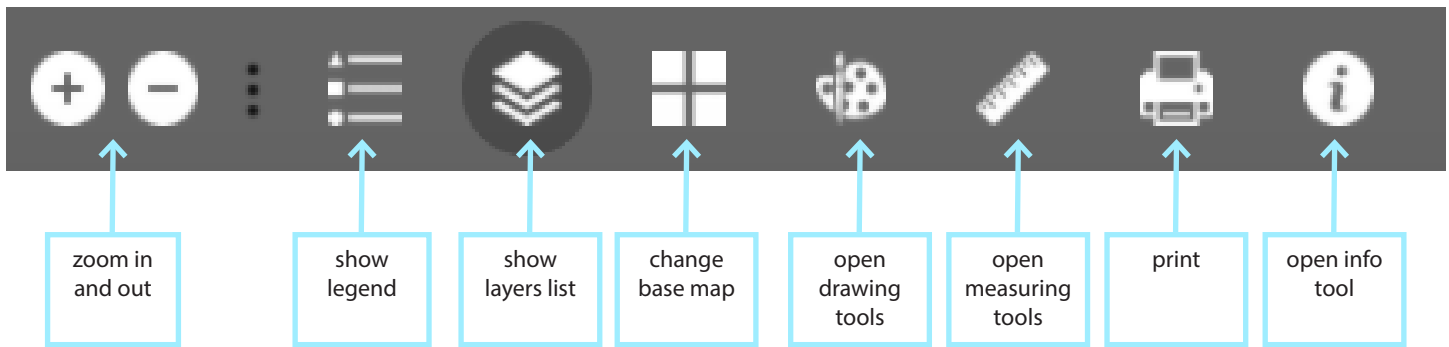 zoom in
and out
show
legend
show
layers list
change
base map
open
drawing
tools
open
measuring
tools
print
open info
tool